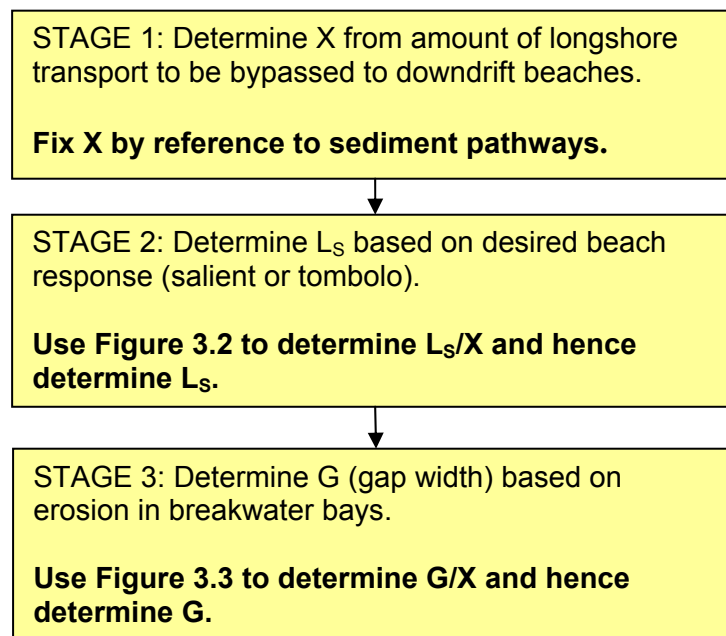 STAGE 1: Determine X from amount of longshore
transport to be bypassed to downdrift beaches.
Fix X by reference to sediment pathways.
STAGE 2: Determine LS based on desired beach
response (salient or tombolo).
Use Figure 3.2 to determine LS/X and hence
determine LS.
STAGE 3: Determine G (gap width) based on
erosion in breakwater bays.
Use Figure 3.3 to determine G/X and hence
determine G.